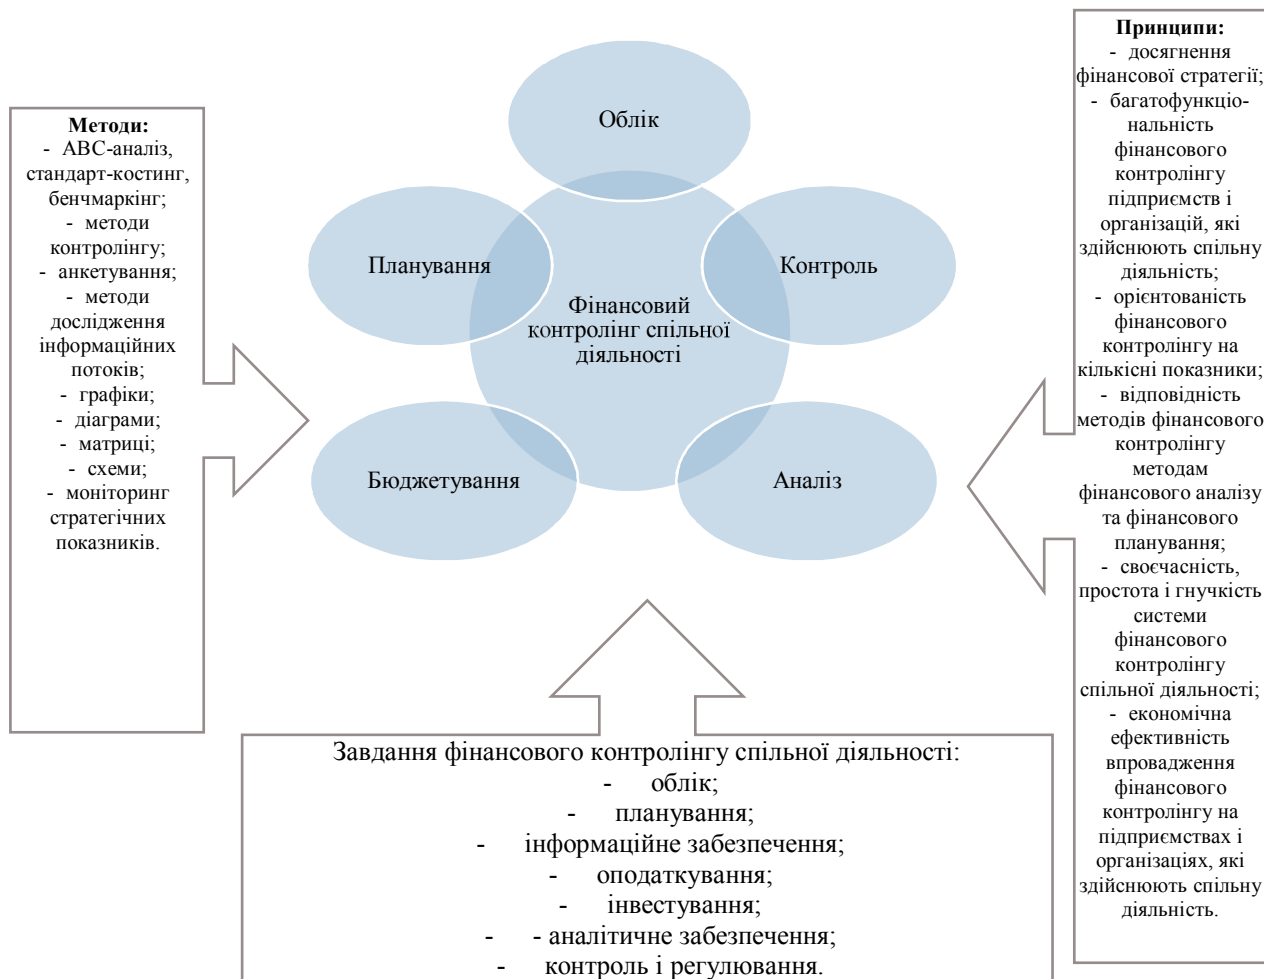 Методи:
- АВС-аналіз,
стандарт-костинг,
бенчмаркінг;
- методи
контролінгу;
- анкетування;
- методи
дослідження
інформаційних
потоків;
- графіки;
- діаграми;
- матриці;
- схеми;
- моніторинг
стратегічних
показників.
Облік
Планування
Контроль
Фінансовий
контролінг спільної
діяльності
Бюджетування
Аналіз
Принципи:
- досягнення
фінансової стратегії;
- багатофункціо-
нальність
фінансового
контролінгу
підприємств і
організацій, які
здійснюють спільну
діяльність;
- орієнтованість
фінансового
контролінгу на
кількісні показники;
- відповідність
методів фінансового
контролінгу
методам
фінансового аналізу
та фінансового
планування;
- своєчасність,
простота і гнучкість
системи
фінансового
контролінгу
спільної діяльності;
- економічна
ефективність
впровадження
фінансового
контролінгу на
підприємствах і
організаціях, які
здійснюють спільну
діяльність.
Завдання фінансового контролінгу спільної діяльності:
- облік;
- планування;
- інформаційне забезпечення;
- оподаткування;
- інвестування;
- - аналітичне забезпечення;
- контроль і регулювання.